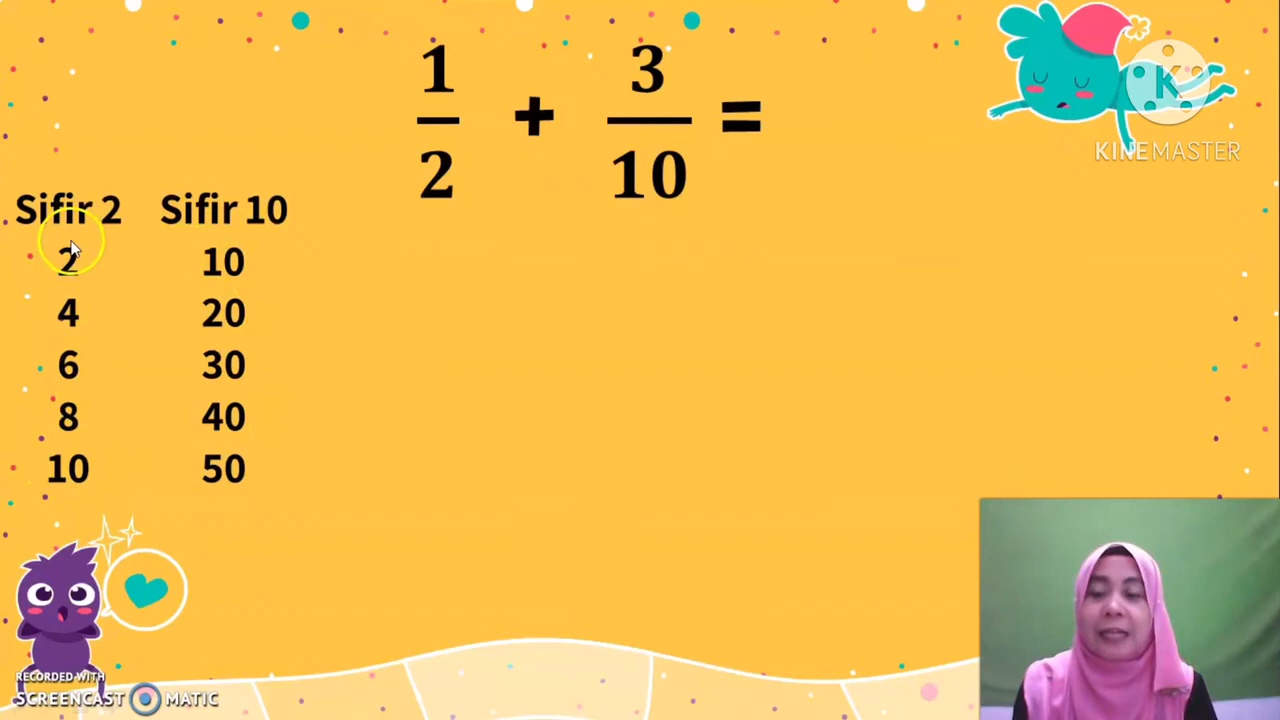 1/2 + 3/10 =
KINEMASTER
Sifir 2 Sifir 10
2 10
4 20
6 30
8 40
10 50
RECORDED WITH
SCREENCAST MATIC
K